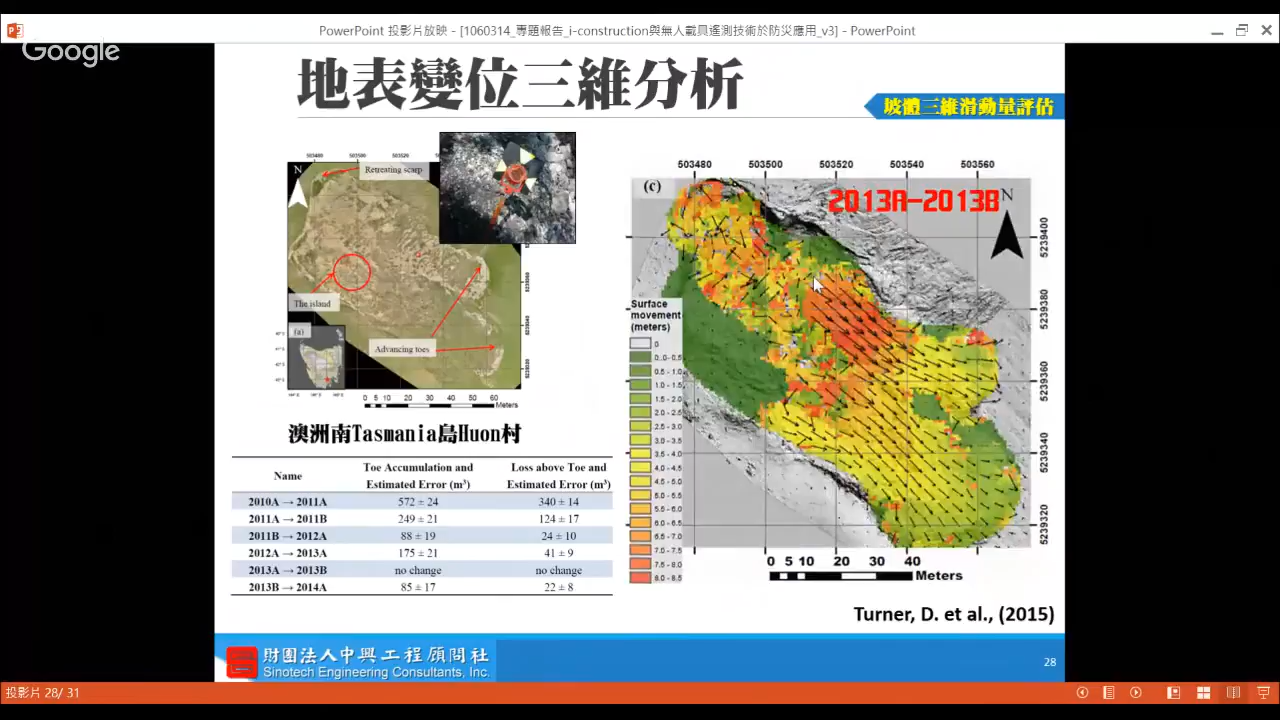 PowerPoint 投影片放映 - [1060314_專題報告_i-construction與無人載具遙測技術於防災應用_v3] - PowerPoint
Google
地表變位三維分析
坡體三維滑動量評估
503480 503500 503520
N
Retreating scarp
The island
Advancing toes
(a)
0 5 10 20 30 40 50 60
Meters
澳洲南Tasmania島Huon村
Name Toe Accumulation and Estimated Error (m³) Loss above Toe and Estimated Error (m³)
2010A → 2011A 572 ± 24 340 ± 14
2011A → 2011B 249 ± 21 124 ± 17
2011B → 2012A 88 ± 19 24 ± 10
2012A → 2013A 175 ± 21 41 ± 9
2013A → 2013B no change no change
2013B → 2014A 85 ± 17 22 ± 8
503480 503500 503520 503540 503560
(c)
2013A-2013B
N
5239400
5239380
5239360
5239340
5239320
Surface
movement
(meters)
0
0.0- 0.5
0.5 - 1.0
1.0 - 1.5
1.5 - 2.0
2.0 - 2.5
2.5 - 3.0
3.0 - 3.5
3.5 - 4.0
4.0 - 4.5
4.5 - 5.0
5.0 - 5.5
5.5 - 6.0
6.0 - 6.5
6.5 - 7.0
7.0 - 7.5
7.5 - 8.0
8.0 - 8.5
0 5 10 20 30 40
Meters
Turner, D. et al., (2015)
財團法人中興工程顧問社
Sinotech Engineering Consultants, Inc.
28
投影片 28/ 31